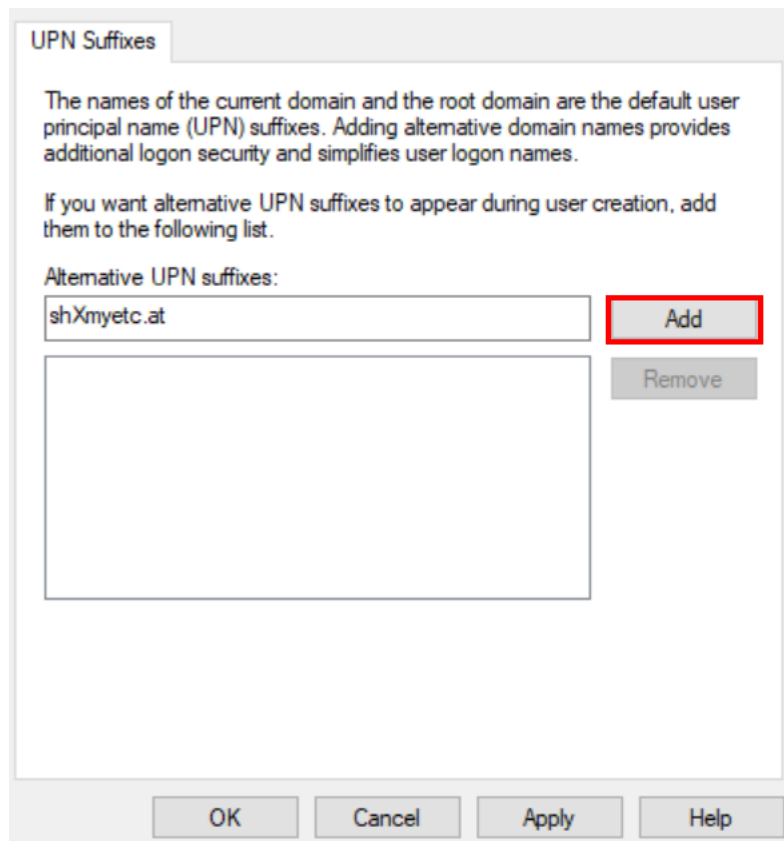 UPN Suffixes
The names of the current domain and the root domain are the default user
principal name (UPN) suffixes. Adding alternative domain names provides
additional logon security and simplifies user logon names.
If you want alternative UPN suffixes to appear during user creation, add
them to the following list.
Alternative UPN suffixes:
shXmyetc.at
Add
Remove
OK
Cancel
Apply
Help